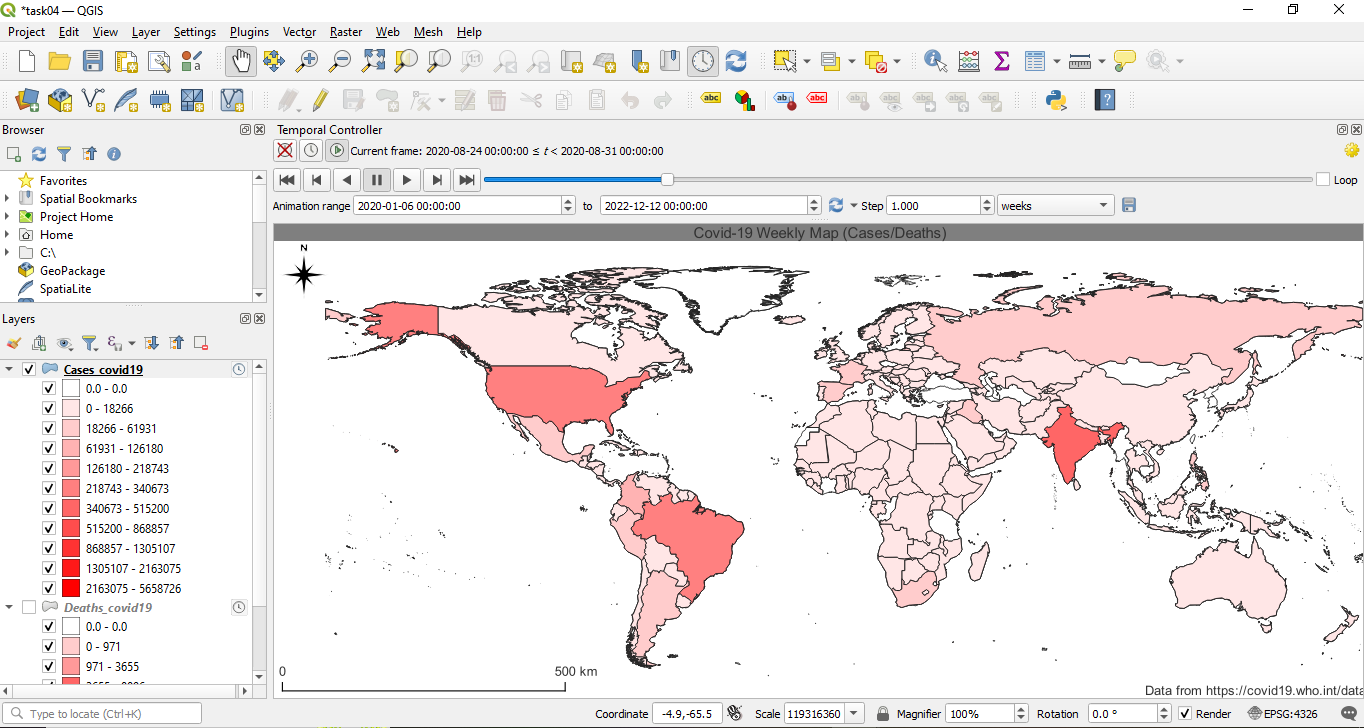 *task04 — QGIS
Project Edit View Layer Settings Plugins Vector Raster Web Mesh Help
Browser
Favorites
Spatial Bookmarks
Project Home
Home
C:\
GeoPackage
SpatiaLite
Layers
Cases_covid19
0.0 - 0.0
0 - 18266
18266 - 61931
61931 - 126180
126180 - 218743
218743 - 340673
340673 - 515200
515200 - 868857
868857 - 1305107
1305107 - 2163075
2163075 - 5658726
Deaths_covid19
0.0 - 0.0
0 - 971
971 - 3655
Temporal Controller
Current frame: 2020-08-24 00:00:00 ≤ t < 2020-08-31 00:00:00
Loop
Animation range 2020-01-06 00:00:00 to 2022-12-12 00:00:00 Step 1.000 weeks
Covid-19 Weekly Map (Cases/Deaths)
N
0 500 km
Data from https://covid19.who.int/data
Type to locate (Ctrl+K) Coordinate -4.9,-65.5 Scale 119316360 Magnifier 100% Rotation 0.0 ° Render EPSG:4326